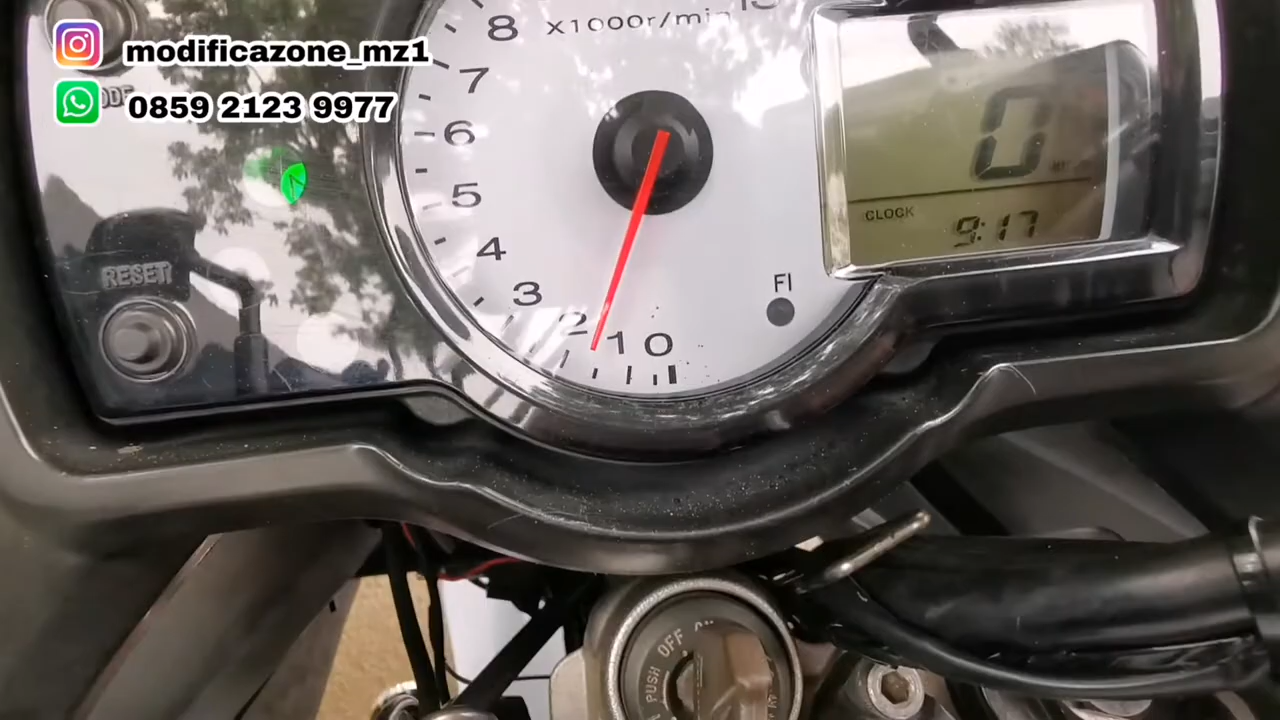 modificazone_mz1
0859 2123 9977
8
X1000r/min
7
6
5
4
3
2
1
0
FI
0
CLOCK
9:17
RESET
PUSH OFF